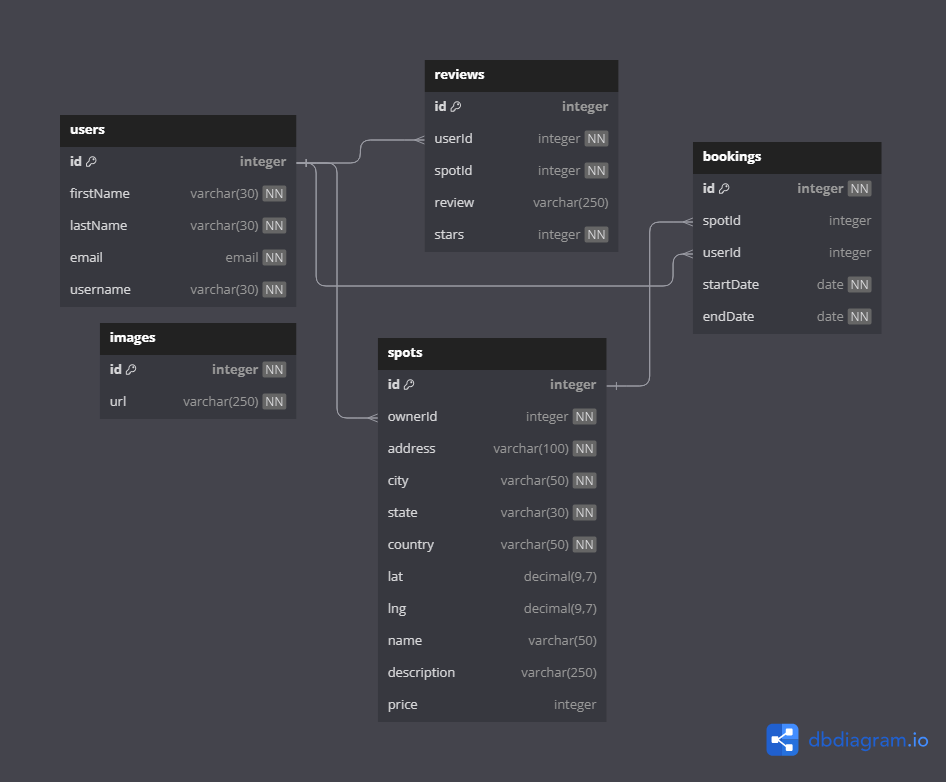 reviews
id integer
userId integer NN
spotId integer NN
review varchar(250)
stars integer NN
users
id integer
firstName varchar(30) NN
lastName varchar(30) NN
email email NN
username varchar(30) NN
bookings
id integer NN
spotId integer
userId integer
startDate date NN
endDate date NN
images
id integer NN
url varchar(250) NN
spots
id integer
ownerId integer NN
address varchar(100) NN
city varchar(50) NN
state varchar(30) NN
country varchar(50) NN
lat decimal(9,7)
lng decimal(9,7)
name varchar(50)
description varchar(250)
price integer
dbdiagram.io